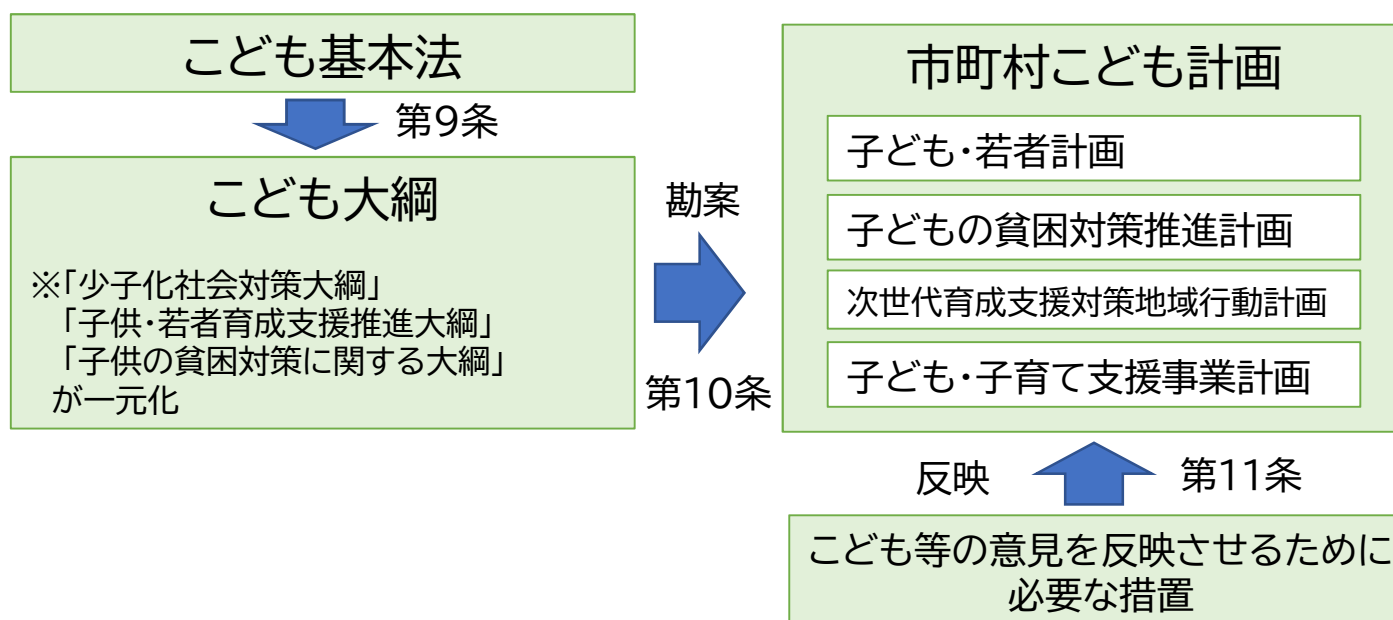 こども基本法
第9条
こども大綱
※「少子化社会対策大綱」
「子供・若者育成支援推進大綱」
「子供の貧困対策に関する大綱」
が一元化
勘案
第10条
市町村こども計画
子ども・若者計画
子どもの貧困対策推進計画
次世代育成支援対策地域行動計画
子ども・子育て支援事業計画
反映
第11条
こども等の意見を反映させるために
必要な措置